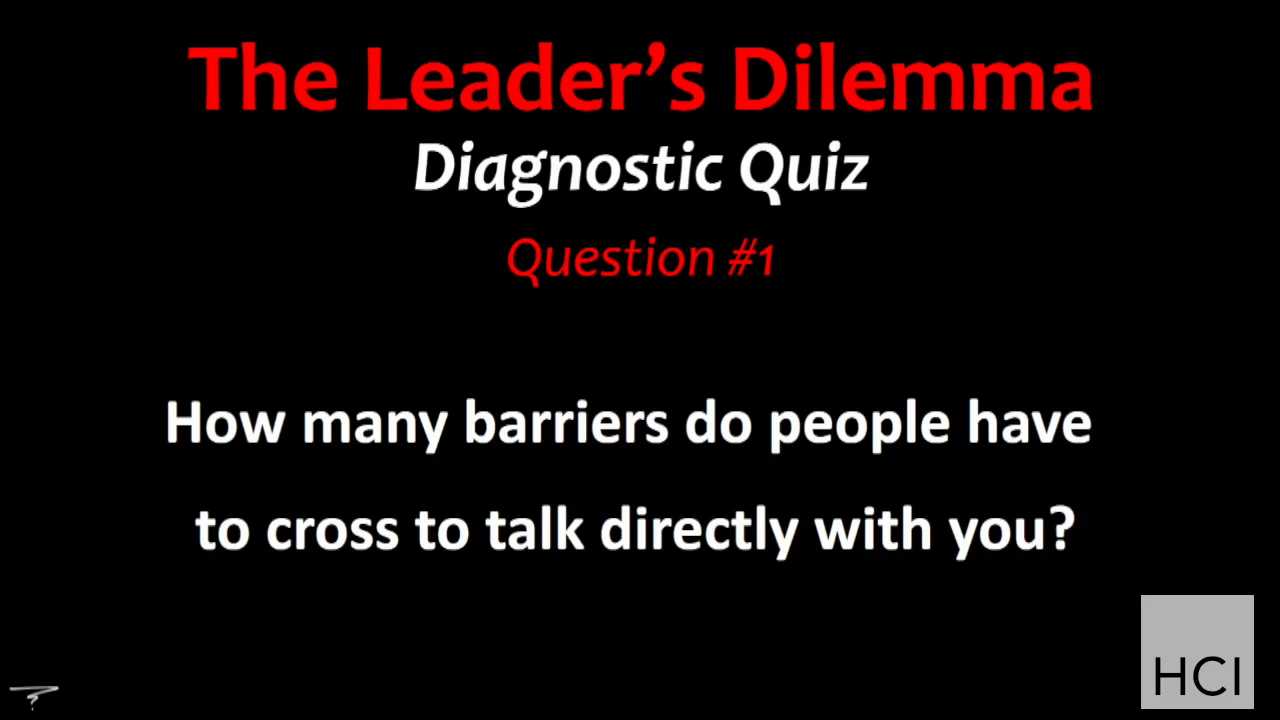 The Leader’s Dilemma
Diagnostic Quiz
Question #1
How many barriers do people have
to cross to talk directly with you?
HCI